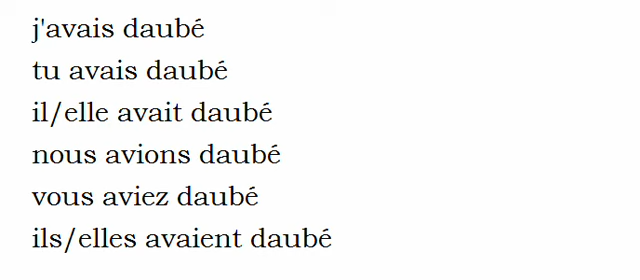 j'avais daubé
tu avais daubé
il/elle avait daubé
nous avions daubé
vous aviez daubé
ils/elles avaient daubé